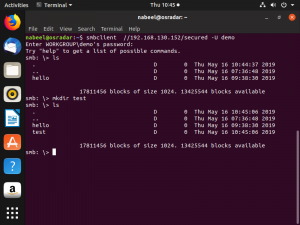 Activities
Terminal
Thu 10:45
nabeel@osradar: ~
File Edit View Search Terminal Help
nabeel@osradar:~$ smbclient //192.168.130.152/secured -U demo
Enter WORKGROUP\demo's password:
Try "help" to get a list of possible commands.
smb: \> ls
. D 0 Thu May 16 10:44:37 2019
.. D 0 Thu May 16 07:36:48 2019
hello D 0 Thu May 16 09:38:30 2019
17811456 blocks of size 1024. 13425544 blocks available
smb: \> mkdir test
smb: \> ls
. D 0 Thu May 16 10:45:06 2019
.. D 0 Thu May 16 07:36:48 2019
hello D 0 Thu May 16 09:38:30 2019
test D 0 Thu May 16 10:45:06 2019
17811456 blocks of size 1024. 13425544 blocks available
smb: \>